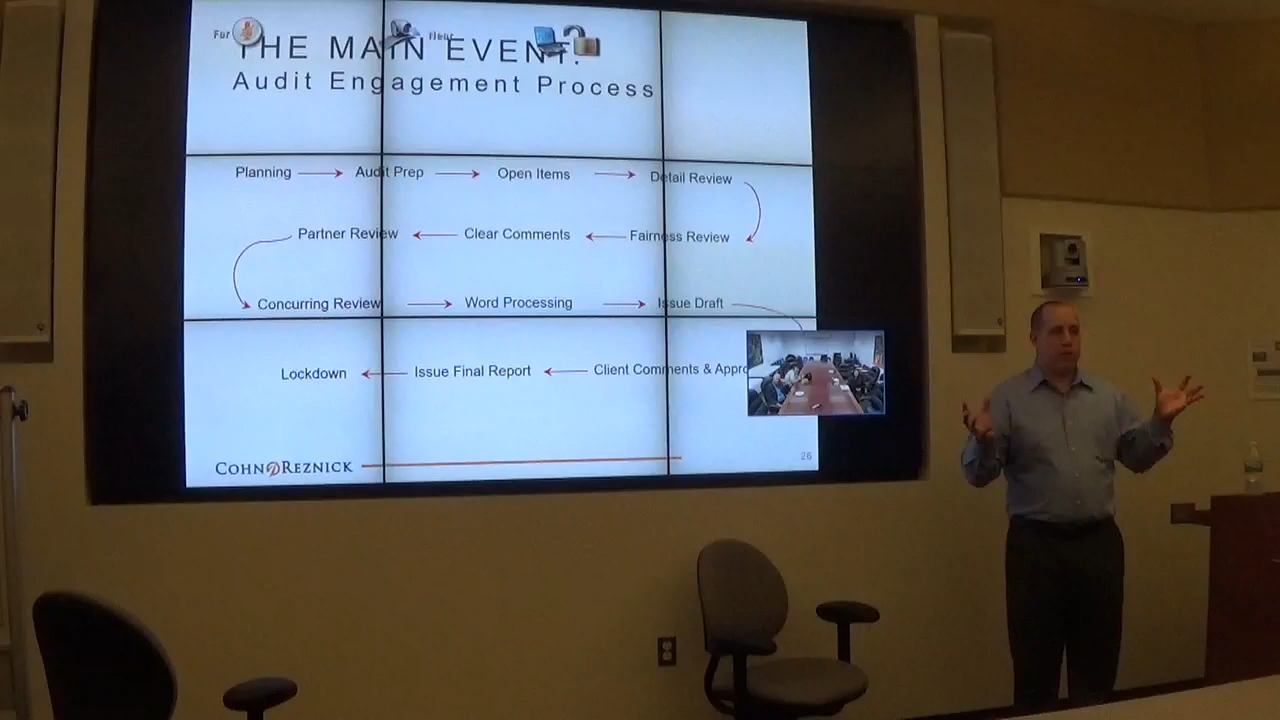 For
THE MAIN EVENT:
Audit Engagement Process
Planning Audit Prep Open Items Detail Review
Partner Review Clear Comments Fairness Review
Concurring Review Word Processing Issue Draft
Lockdown Issue Final Report Client Comments & Appro
COHNREZNICK
26